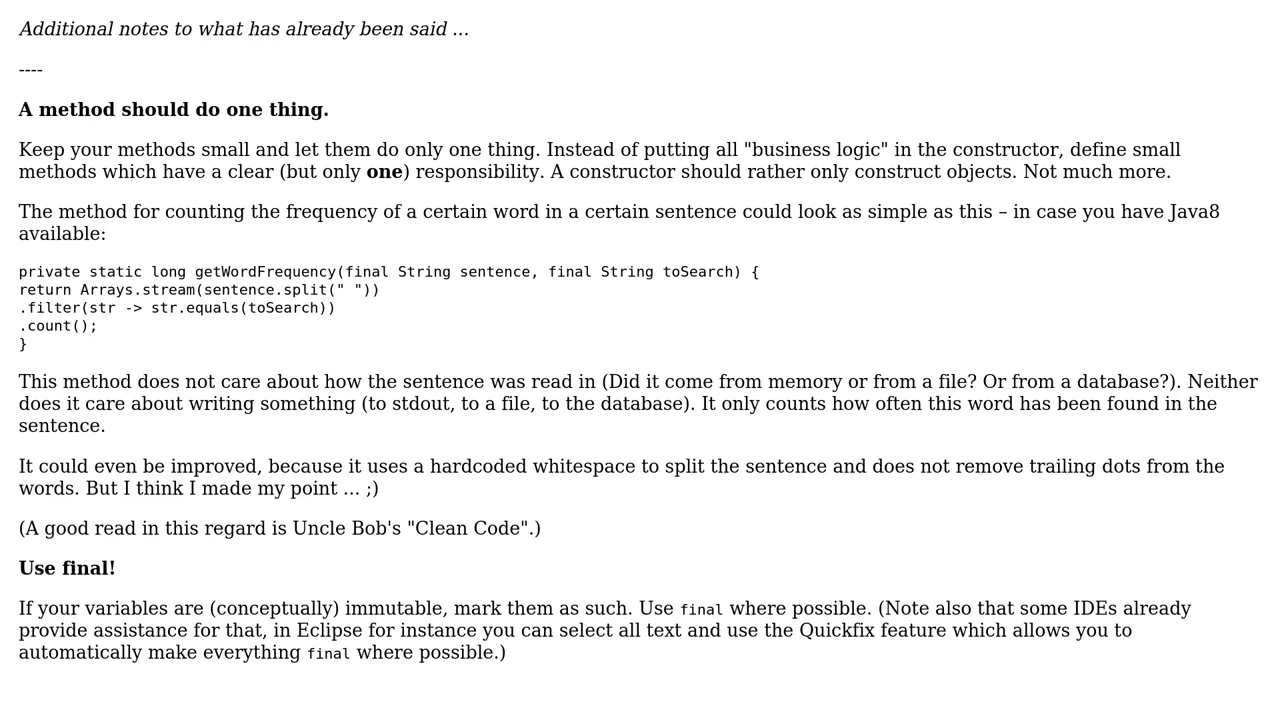 Additional notes to what has already been said ...
----
A method should do one thing.
Keep your methods small and let them do only one thing. Instead of putting all "business logic" in the constructor, define small
methods which have a clear (but only one) responsibility. A constructor should rather only construct objects. Not much more.
The method for counting the frequency of a certain word in a certain sentence could look as simple as this – in case you have Java8
available:
private static long getWordFrequency(final String sentence, final String toSearch) {
return Arrays.stream(sentence.split(" "))
.filter(str -> str.equals(toSearch))
.count();
}
This method does not care about how the sentence was read in (Did it come from memory or from a file? Or from a database?). Neither
does it care about writing something (to stdout, to a file, to the database). It only counts how often this word has been found in the
sentence.
It could even be improved, because it uses a hardcoded whitespace to split the sentence and does not remove trailing dots from the
words. But I think I made my point ... ;)
(A good read in this regard is Uncle Bob's "Clean Code".)
Use final!
If your variables are (conceptually) immutable, mark them as such. Use final where possible. (Note also that some IDEs already
provide assistance for that, in Eclipse for instance you can select all text and use the Quickfix feature which allows you to
automatically make everything final where possible.)